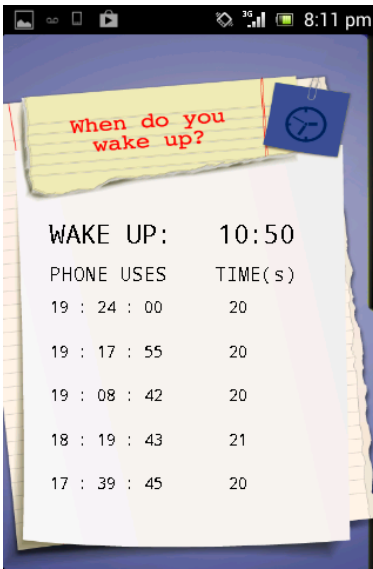 3G 8:11 pm
When do you
wake up?
WAKE UP: 10:50
PHONE USES TIME(s)
19 : 24 : 00 20
19 : 17 : 55 20
19 : 08 : 42 20
18 : 19 : 43 21
17 : 39 : 45 20